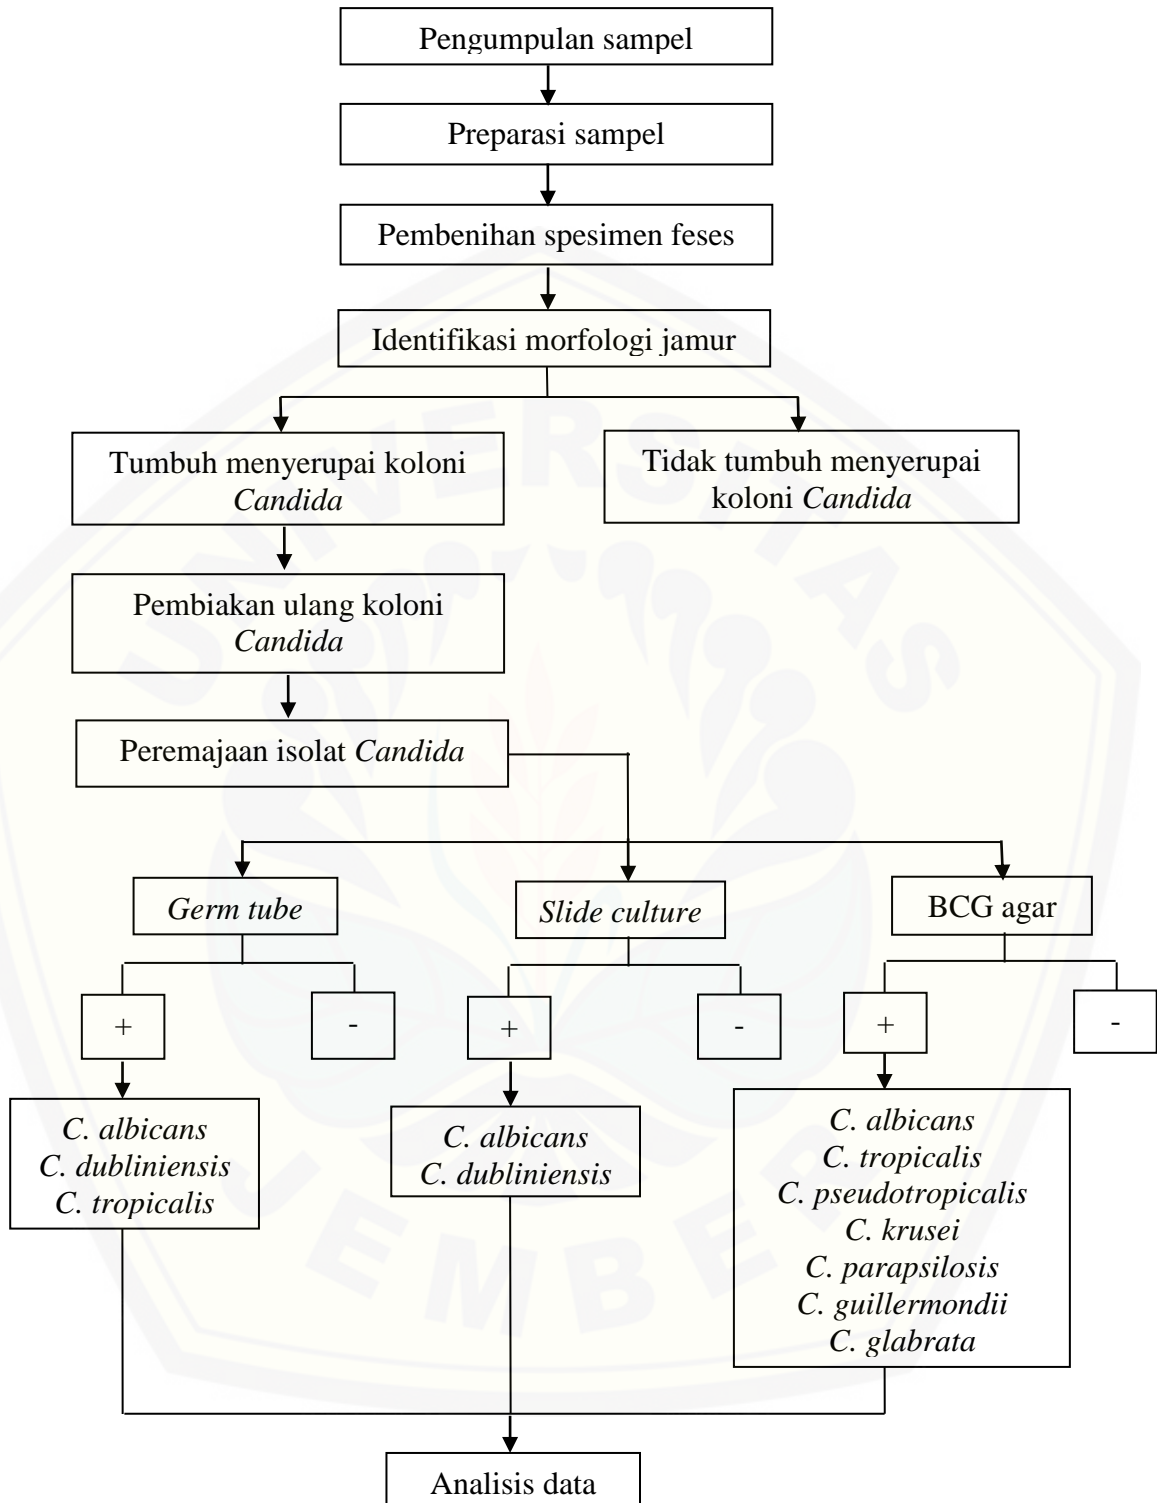 Pengumpulan sampel
Preparasi sampel
Pembenihan spesimen feses
Identifikasi morfologi jamur
Tumbuh menyerupai koloni
Candida
Tidak tumbuh menyerupai
koloni Candida
Pembiakan ulang koloni
Candida
Peremajaan isolat Candida
Germ tube
Slide culture
BCG agar
+
-
+
-
+
-
C. albicans
C. dubliniensis
C. tropicalis
C. albicans
C. dubliniensis
C. albicans
C. tropicalis
C. pseudotropicalis
C. krusei
C. parapsilosis
C. guillermondii
C. glabrata
Analisis data
UNIVERSITAS
JEMBER